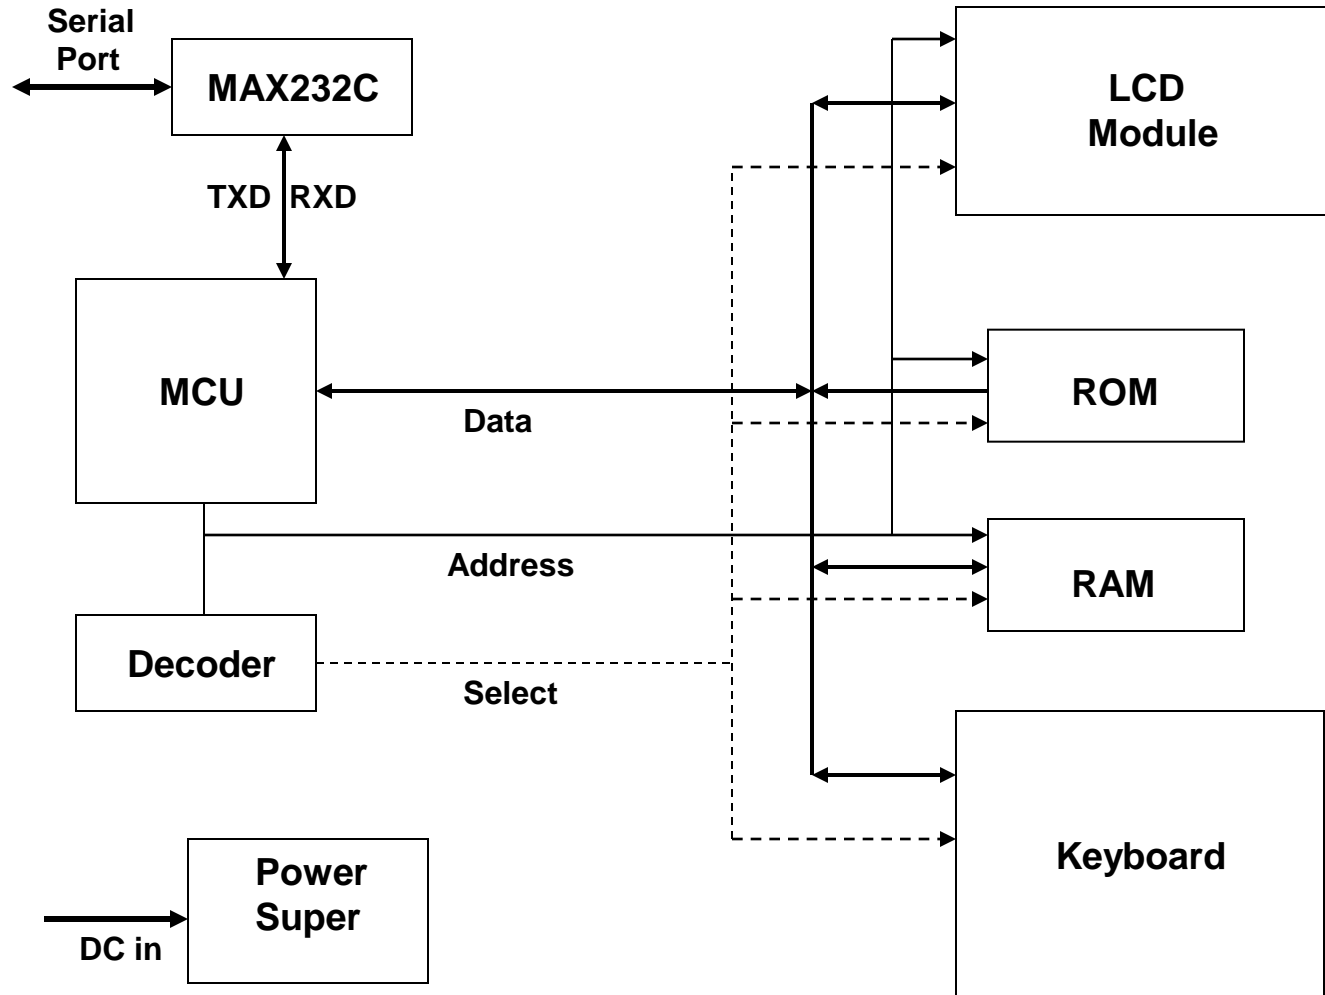 Serial
Port
MAX232C
LCD
Module
TXD RXD
MCU
ROM
Data
Address
RAM
Decoder
Select
Keyboard
Power
Super
DC in